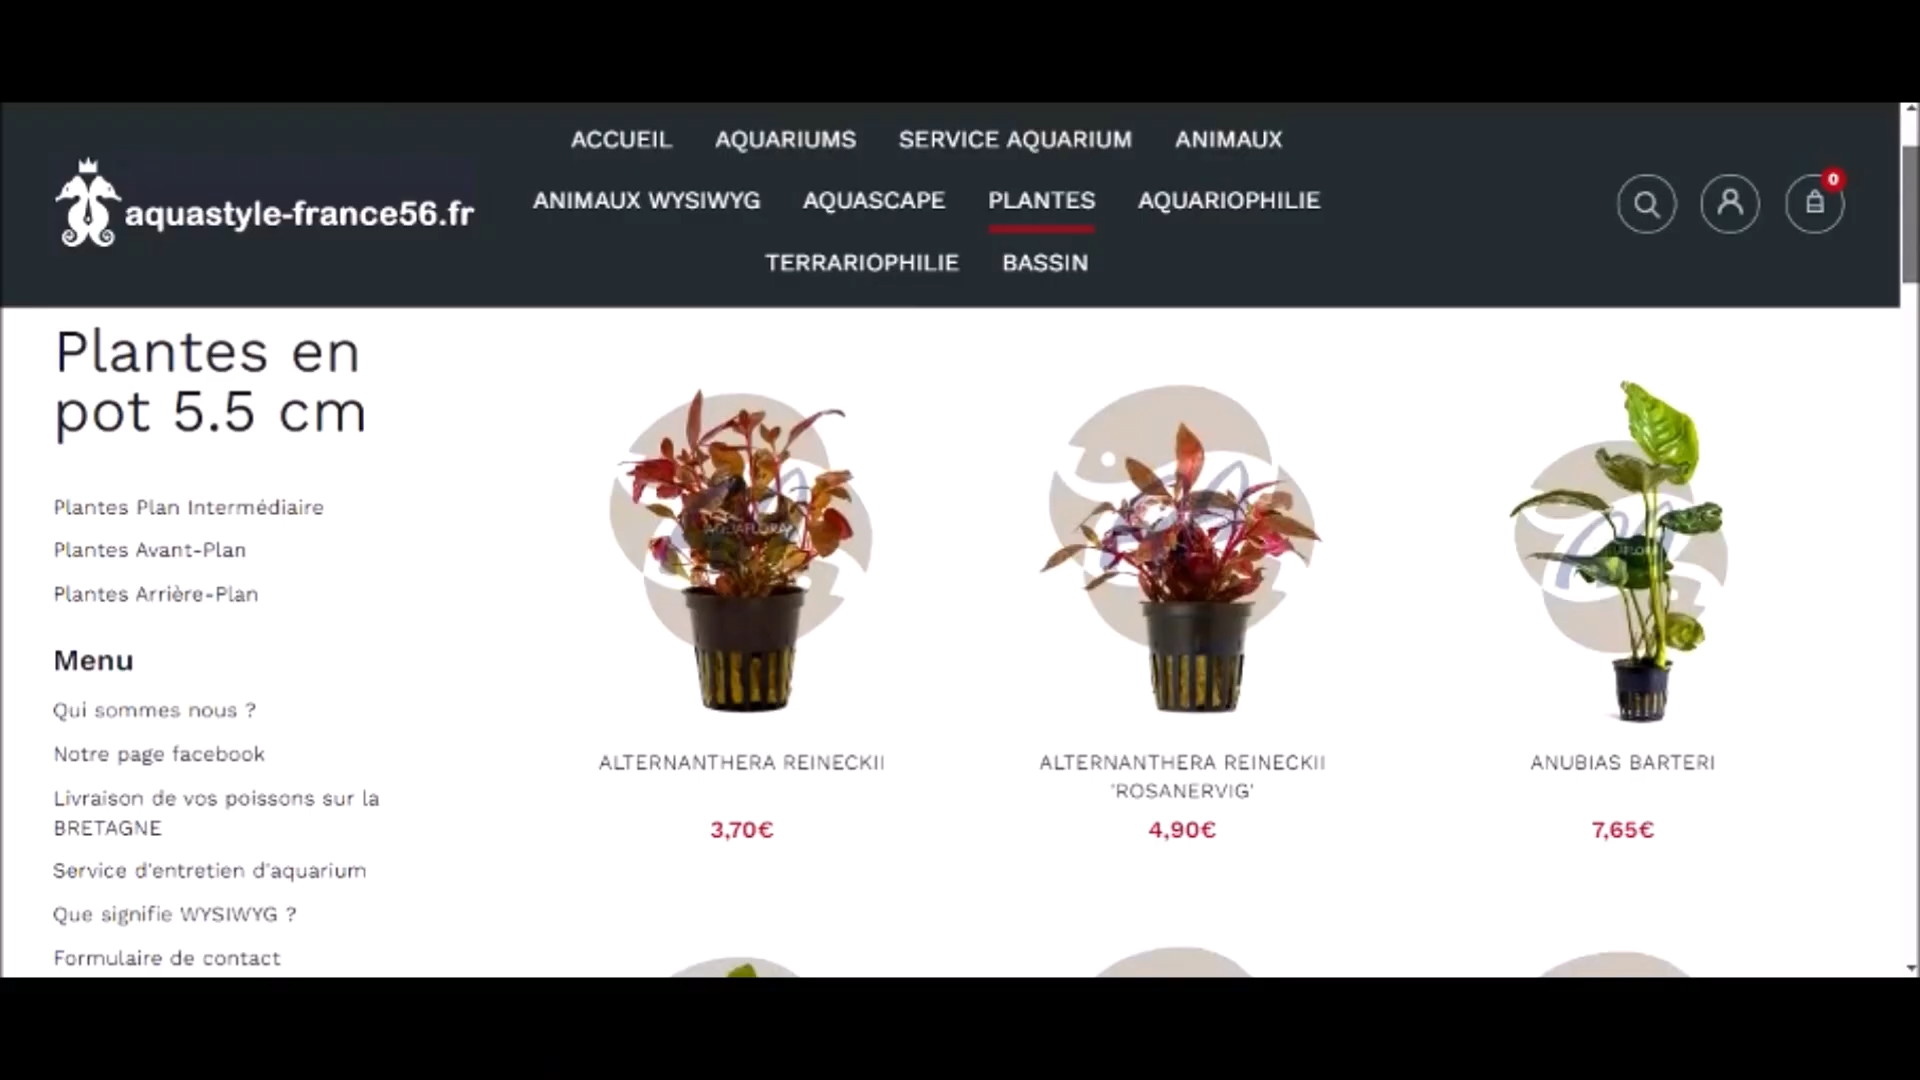 ACCUEIL AQUARIUMS SERVICE AQUARIUM ANIMAUX
aquastyle-france56.fr
ANIMAUX WYSIWYG AQUASCAPE PLANTES AQUARIOPHILIE
0
TERRARIOPHILIE BASSIN
Plantes en
pot 5.5 cm
Plantes Plan Intermédiaire
Plantes Avant-Plan
Plantes Arrière-Plan
Menu
Qui sommes nous ?
Notre page facebook
Livraison de vos poissons sur la
BRETAGNE
Service d'entretien d'aquarium
Que signifie WYSIWYG ?
Formulaire de contact
AQUAFLORA
ALTERNANTHERA REINECKII
3,70€
ALTERNANTHERA REINECKII
'ROSANERVIG'
4,90€
ANUBIAS BARTERI
7,65€